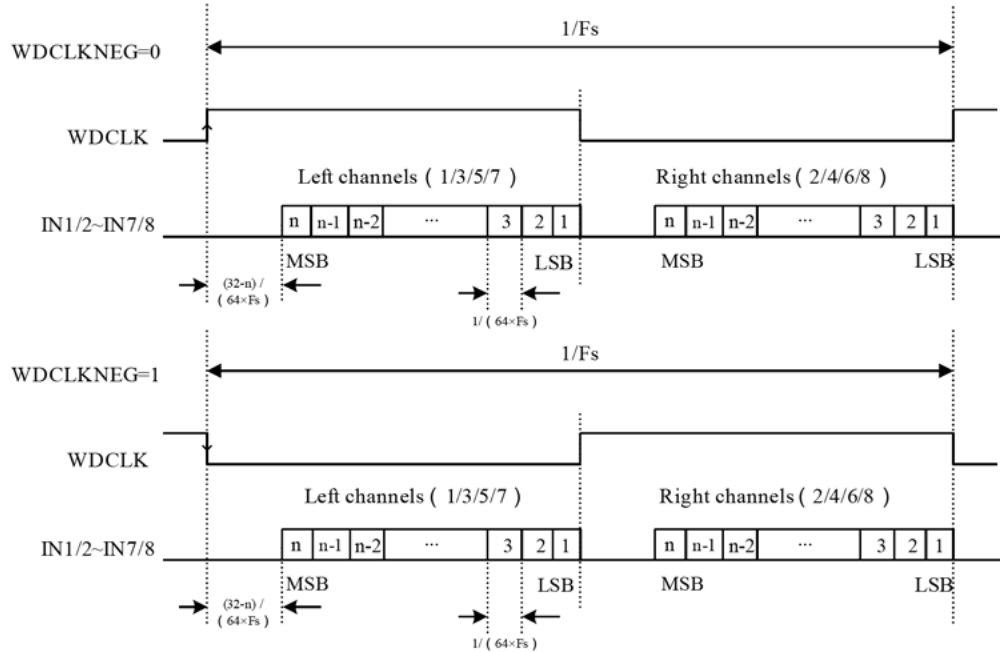 1/Fs
WDCLKNEG=0
WDCLK
Left channels ( 1/3/5/7 ) Right channels ( 2/4/6/8 )
IN1/2~IN7/8 n n-1 n-2 ... 3 2 1 n n-1 n-2 ... 3 2 1
MSB LSB MSB LSB
(32-n) /
( 64×Fs )
1/ ( 64×Fs )
1/Fs
WDCLKNEG=1
WDCLK
Left channels ( 1/3/5/7 ) Right channels ( 2/4/6/8 )
IN1/2~IN7/8 n n-1 n-2 ... 3 2 1 n n-1 n-2 ... 3 2 1
MSB LSB MSB LSB
(32-n) /
( 64×Fs )
1/ ( 64×Fs )